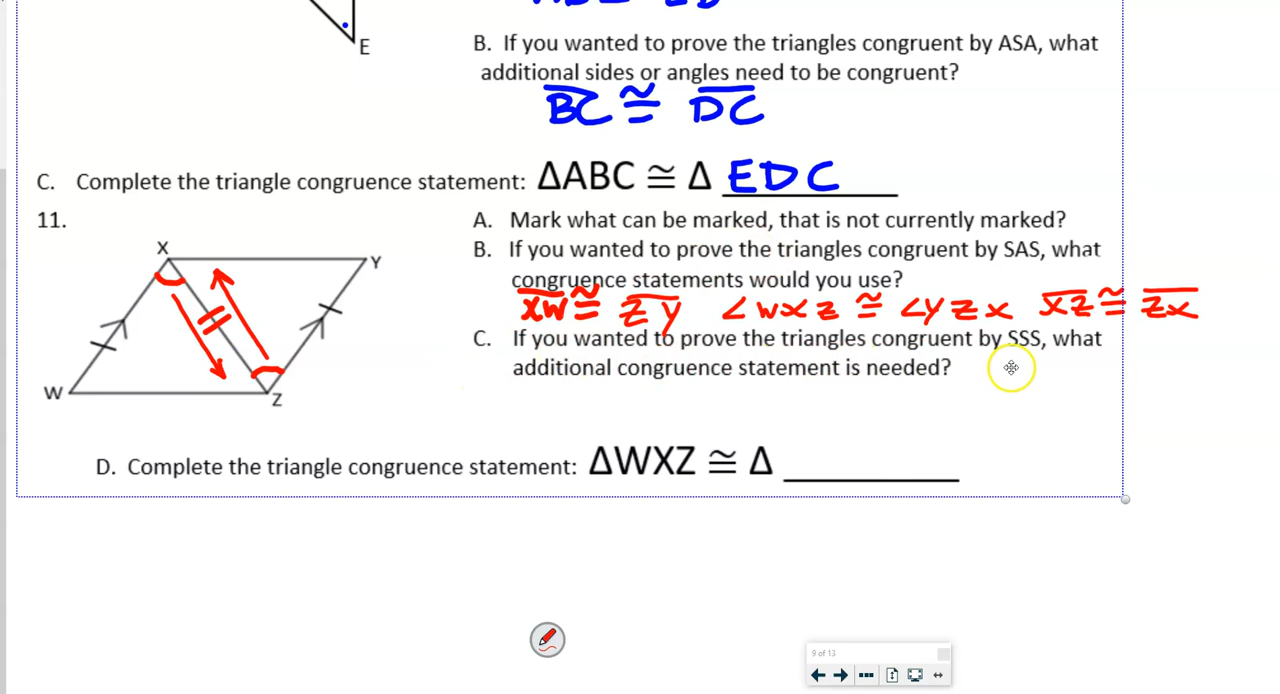 E
B. If you wanted to prove the triangles congruent by ASA, what
additional sides or angles need to be congruent?
BC ≅ DC
C. Complete the triangle congruence statement: ΔABC ≅ Δ EDC
11.
A. Mark what can be marked, that is not currently marked?
B. If you wanted to prove the triangles congruent by SAS, what
congruence statements would you use?
XW ≅ ZY ∠WXZ ≅ ∠YZX XZ ≅ ZX
C. If you wanted to prove the triangles congruent by SSS, what
additional congruence statement is needed?
X
Y
W
Z
D. Complete the triangle congruence statement: ΔWXZ ≅ Δ
9 of 13